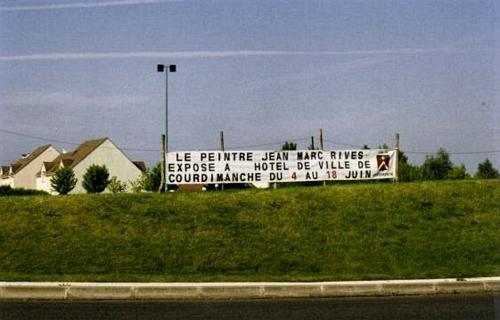 LE PEINTRE JEAN MARC RIVES
EXPOSE A HOTEL DE VILLE DE
COURDIMANCHE DU 4 AU 18 JUIN